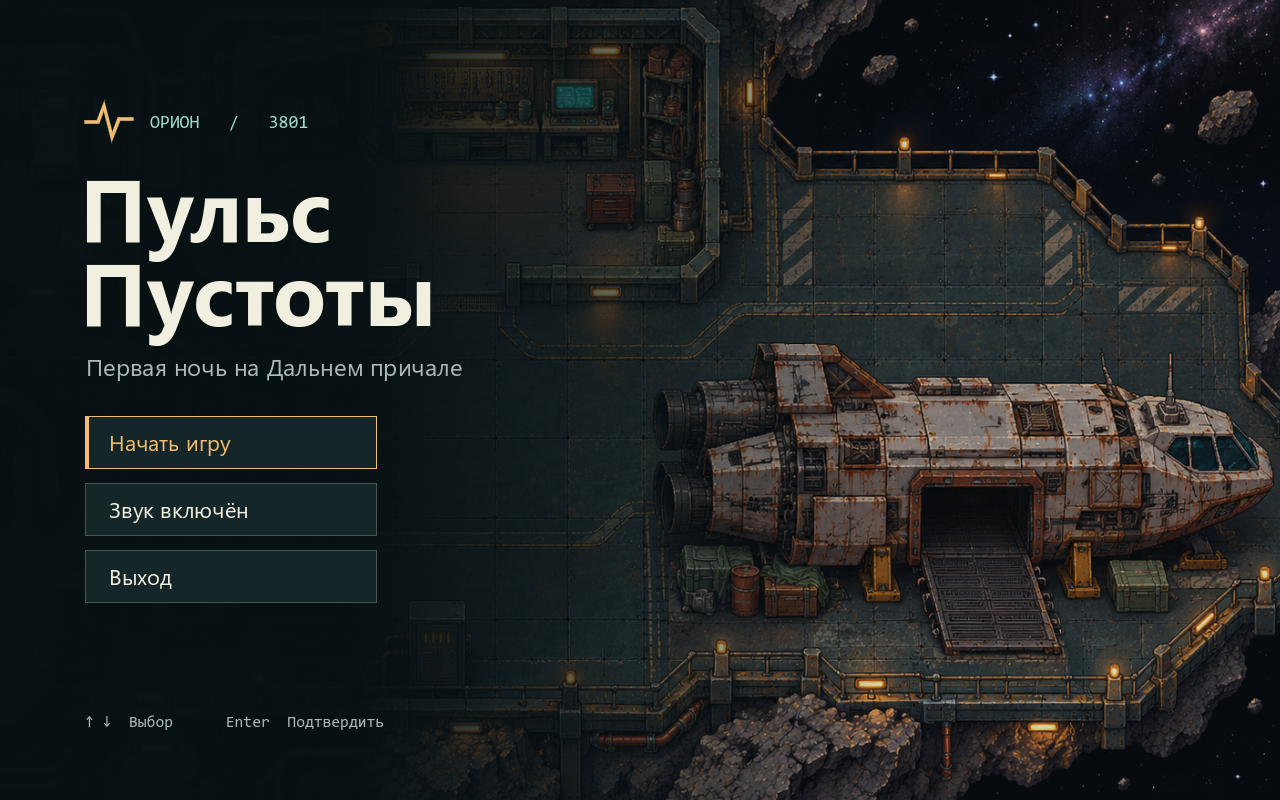 ОРИОН / 3801
Пульс
Пустоты
Первая ночь на Дальнем причале
Начать игру
Звук включён
Выход
↑ ↓ Выбор Enter Подтвердить